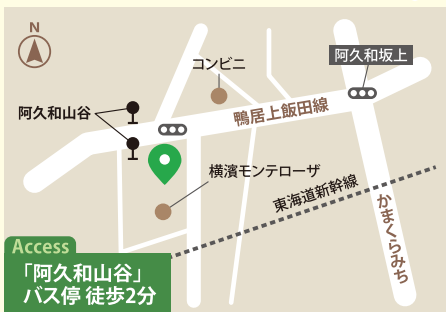 N
コンビニ
阿久和坂上
阿久和山谷
鴨居上飯田線
横濱モンテローザ
東海道新幹線
かまくらみち
Access
「阿久和山谷」
バス停 徒歩2分